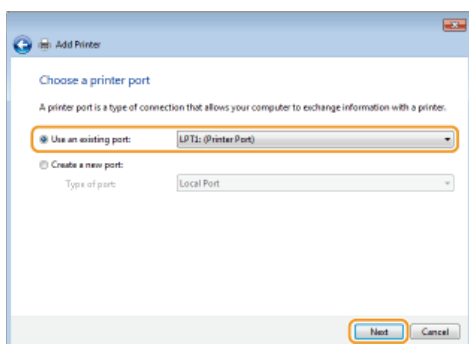 Add Printer
Choose a printer port
A printer port is a type of connection that allows your computer to exchange information with a printer.
Use an existing port: LPT1: (Printer Port)
Create a new port:
Type of port: Local Port
Next Cancel